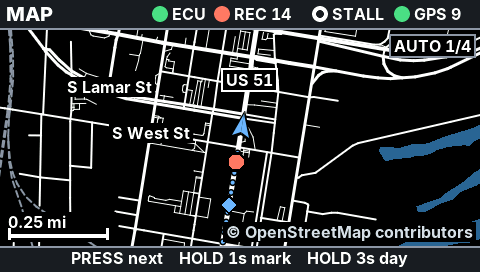 MAP ECU REC 14 STALL GPS 9
AUTO 1/4
US 51
S Lamar St
S West St
0.25 mi
© OpenStreetMap contributors
PRESS next HOLD 1s mark HOLD 3s day